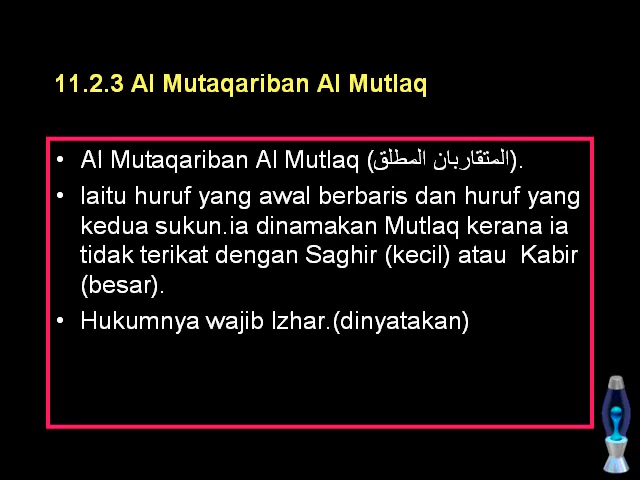 11.2.3 Al Mutaqariban Al Mutlaq
• Al Mutaqariban Al Mutlaq (المتقاربان المطلق).
• Iaitu huruf yang awal berbaris dan huruf yang
kedua sukun.ia dinamakan Mutlaq kerana ia
tidak terikat dengan Saghir (kecil) atau  Kabir
(besar).
• Hukumnya wajib Izhar.(dinyatakan)